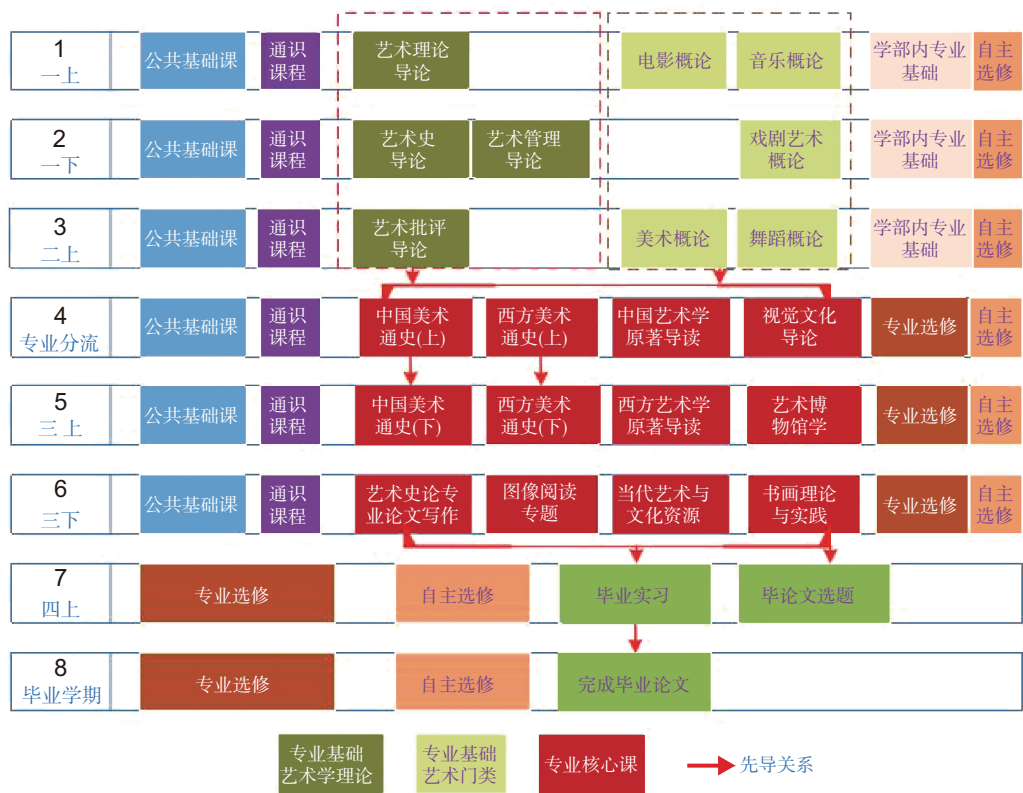 1
一上
公共基础课
通识
课程
艺术理论
导论
电影概论
音乐概论
学部内专业
基础
自主
选修
2
一下
公共基础课
通识
课程
艺术史
导论
艺术管理
导论
戏剧艺术
概论
学部内专业
基础
自主
选修
3
二上
公共基础课
通识
课程
艺术批评
导论
美术概论
舞蹈概论
学部内专业
基础
自主
选修
4
专业分流
公共基础课
通识
课程
中国美术
通史(上)
西方美术
通史(上)
中国艺术学
原著导读
视觉文化
导论
专业选修
自主
选修
5
三上
公共基础课
通识
课程
中国美术
通史(下)
西方美术
通史(下)
西方艺术学
原著导读
艺术博
物馆学
专业选修
自主
选修
6
三下
公共基础课
通识
课程
艺术史论专
业论文写作
图像阅读
专题
当代艺术与
文化资源
书画理论
与实践
专业选修
自主
选修
7
四上
专业选修
自主选修
毕业实习
毕论文选题
8
毕业学期
专业选修
自主选修
完成毕业论文
专业基础
艺术学理论
专业基础
艺术门类
专业核心课
先导关系